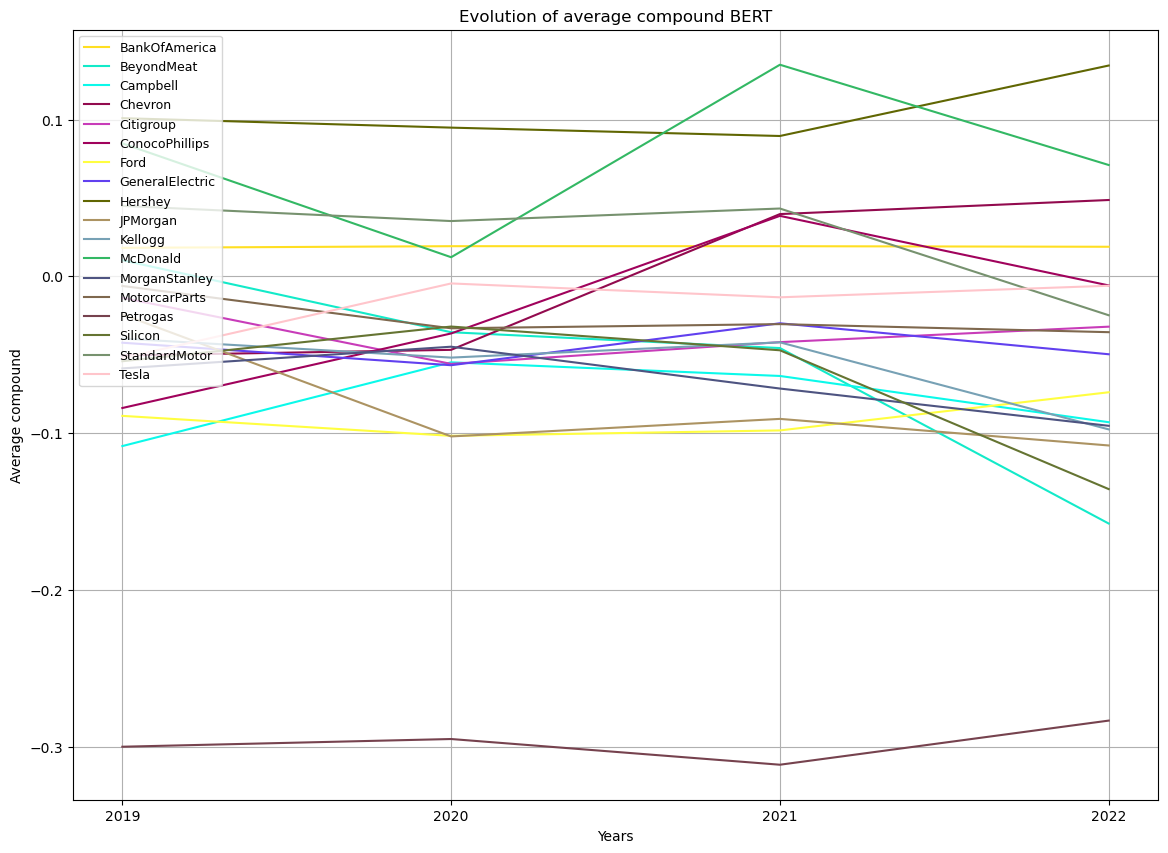 Evolution of average compound BERT
BankOfAmerica
BeyondMeat
Campbell
Chevron
Citigroup
ConocoPhillips
Ford
GeneralElectric
Hershey
JPMorgan
Kellogg
McDonald
MorganStanley
MotorcarParts
Petrogas
Silicon
StandardMotor
Tesla
0.1
0.0
−0.1
−0.2
−0.3
Average compound
2019 2020 2021 2022
Years